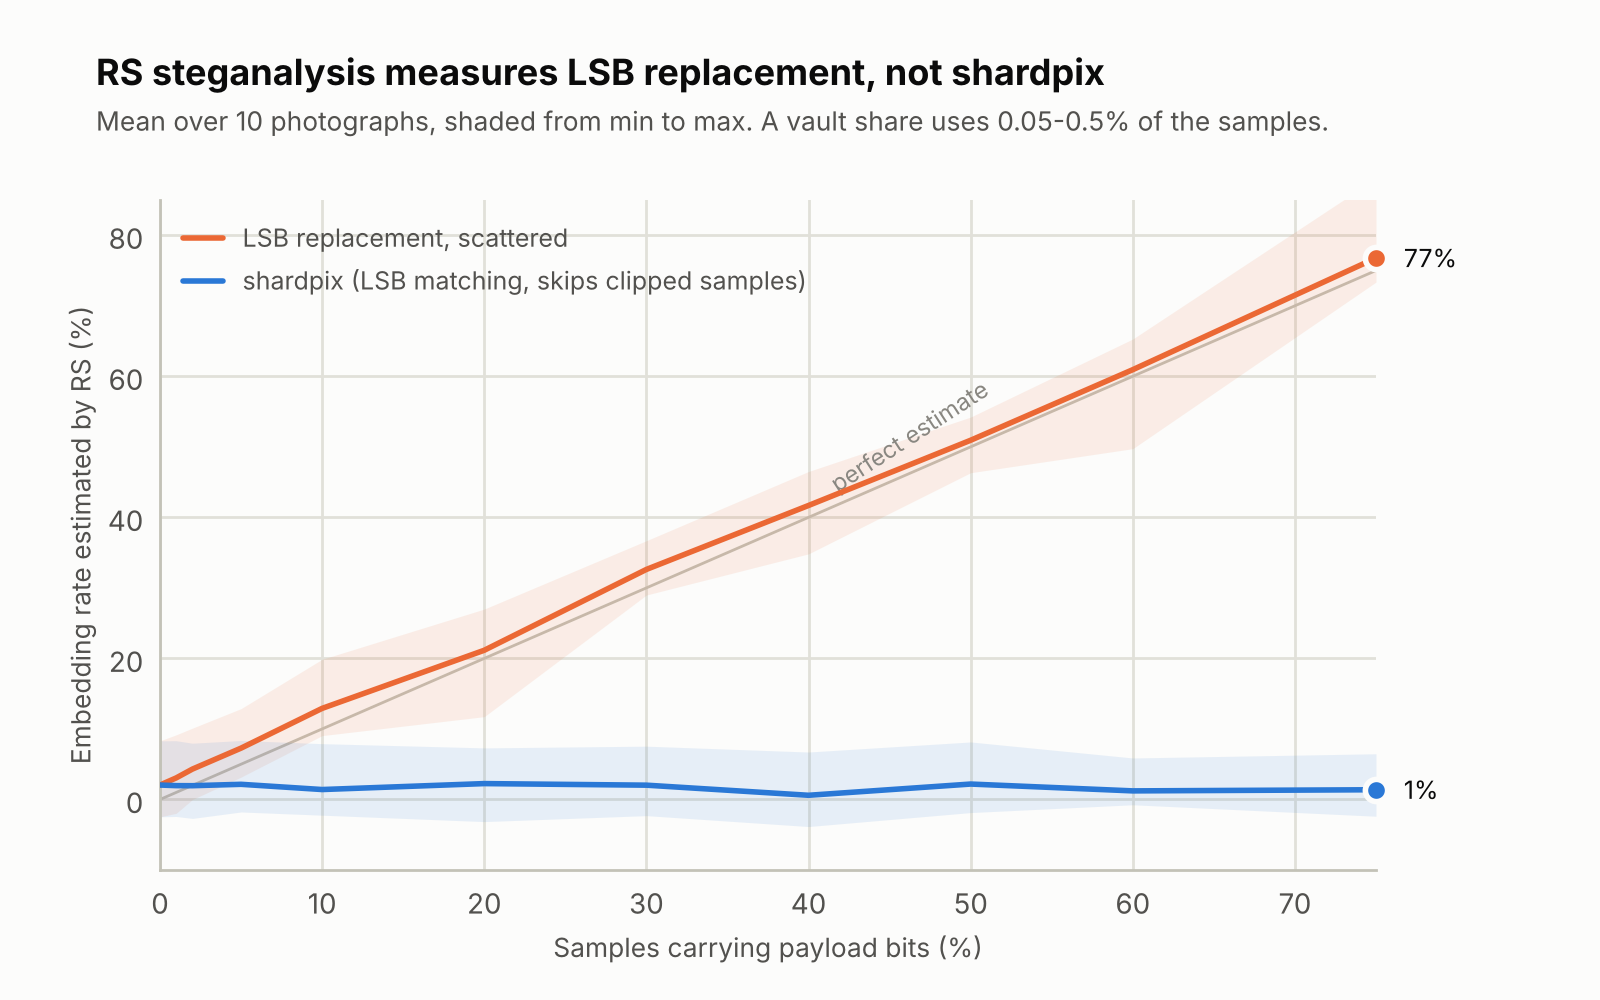 RS steganalysis measures LSB replacement, not shardpix
Mean over 10 photographs, shaded from min to max. A vault share uses 0.05-0.5% of the samples.
LSB replacement, scattered
shardpix (LSB matching, skips clipped samples)
Embedding rate estimated by RS (%)
80
60
40
20
0
perfect estimate
77%
1%
0 10 20 30 40 50 60 70
Samples carrying payload bits (%)